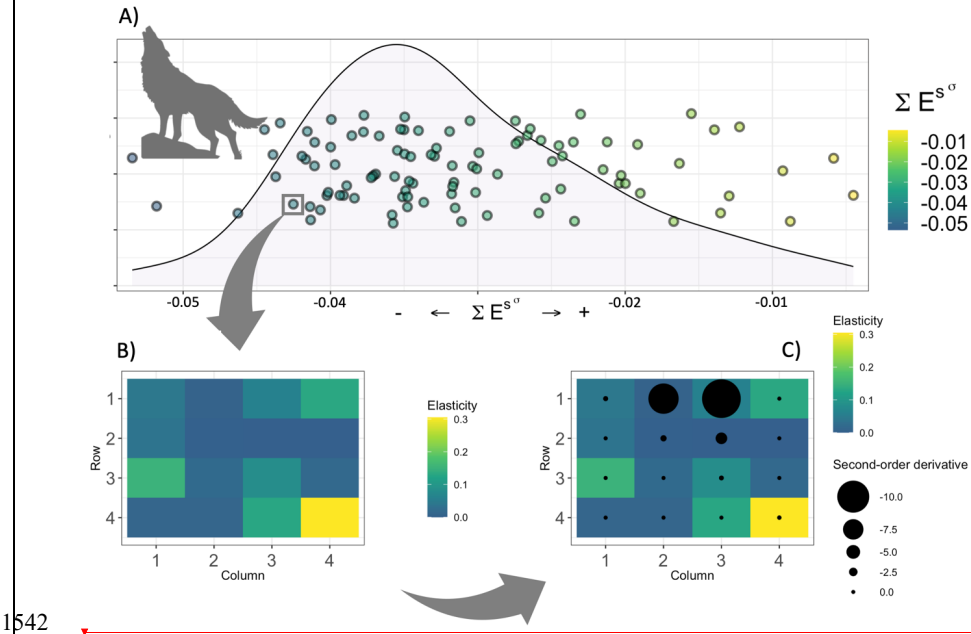 A)
Σ E^s^σ
-0.01
-0.02
-0.03
-0.04
-0.05
-0.05 -0.04 -0.02 -0.01
- ← Σ E^s^σ → +
B)
Row
1
2
3
4
1 2 3 4
Column
Elasticity
0.3
0.2
0.1
0.0
C)
Row
1
2
3
4
1 2 3 4
Column
Elasticity
0.3
0.2
0.1
0.0
Second-order derivative
-10.0
-7.5
-5.0
-2.5
0.0
1542